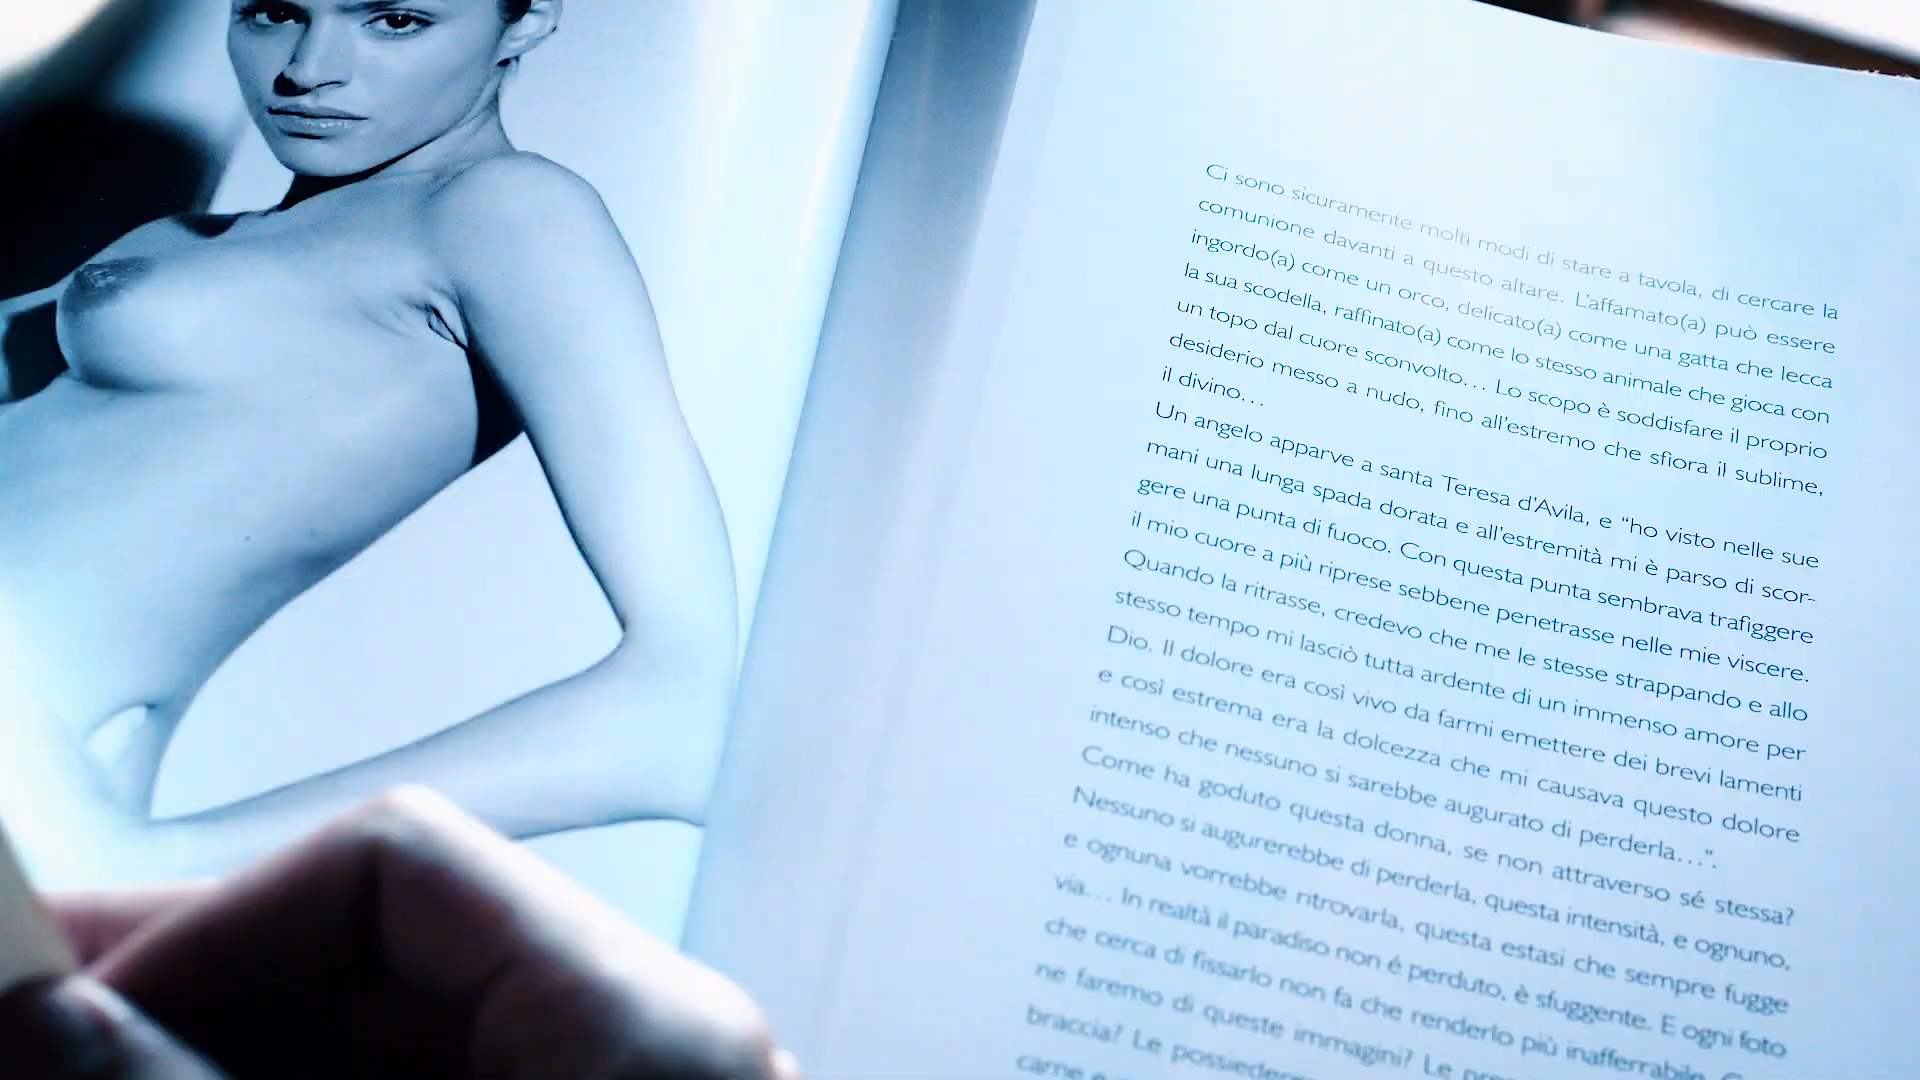 Ci sono sicuramente molti modi di stare a tavola, di cercare la
comunione davanti a questo altare. L'affamato(a) può essere
ingordo(a) come un orco, delicato(a) come una gatta che lecca
la sua scodella, raffinato(a) come lo stesso animale che gioca con
un topo dal cuore sconvolto... Lo scopo è soddisfare il proprio
desiderio messo a nudo, fino all'estremo che sfiora il sublime,
il divino...
Un angelo apparve a santa Teresa d'Avila, e "ho visto nelle sue
mani una lunga spada dorata e all'estremità mi è parso di scor-
gere una punta di fuoco. Con questa punta sembrava trafiggere
il mio cuore a più riprese sebbene penetrasse nelle mie viscere.
Quando la ritrasse, credevo che me le stesse strappando e allo
stesso tempo mi lasciò tutta ardente di un immenso amore per
Dio. Il dolore era così vivo da farmi emettere dei brevi lamenti
e così estrema era la dolcezza che mi causava questo dolore
intenso che nessuno si sarebbe augurato di perderla...".
Come ha goduto questa donna, se non attraverso sé stessa?
Nessuno si augurerebbe di perderla, questa intensità, e ognuno,
e ognuna vorrebbe ritrovarla, questa estasi che sempre fugge
via... In realtà il paradiso non é perduto, è sfuggente. E ogni foto
che cerca di fissarlo non fa che renderlo più inafferrabile.
ne faremo di queste immagini? Le
braccia? Le
carne